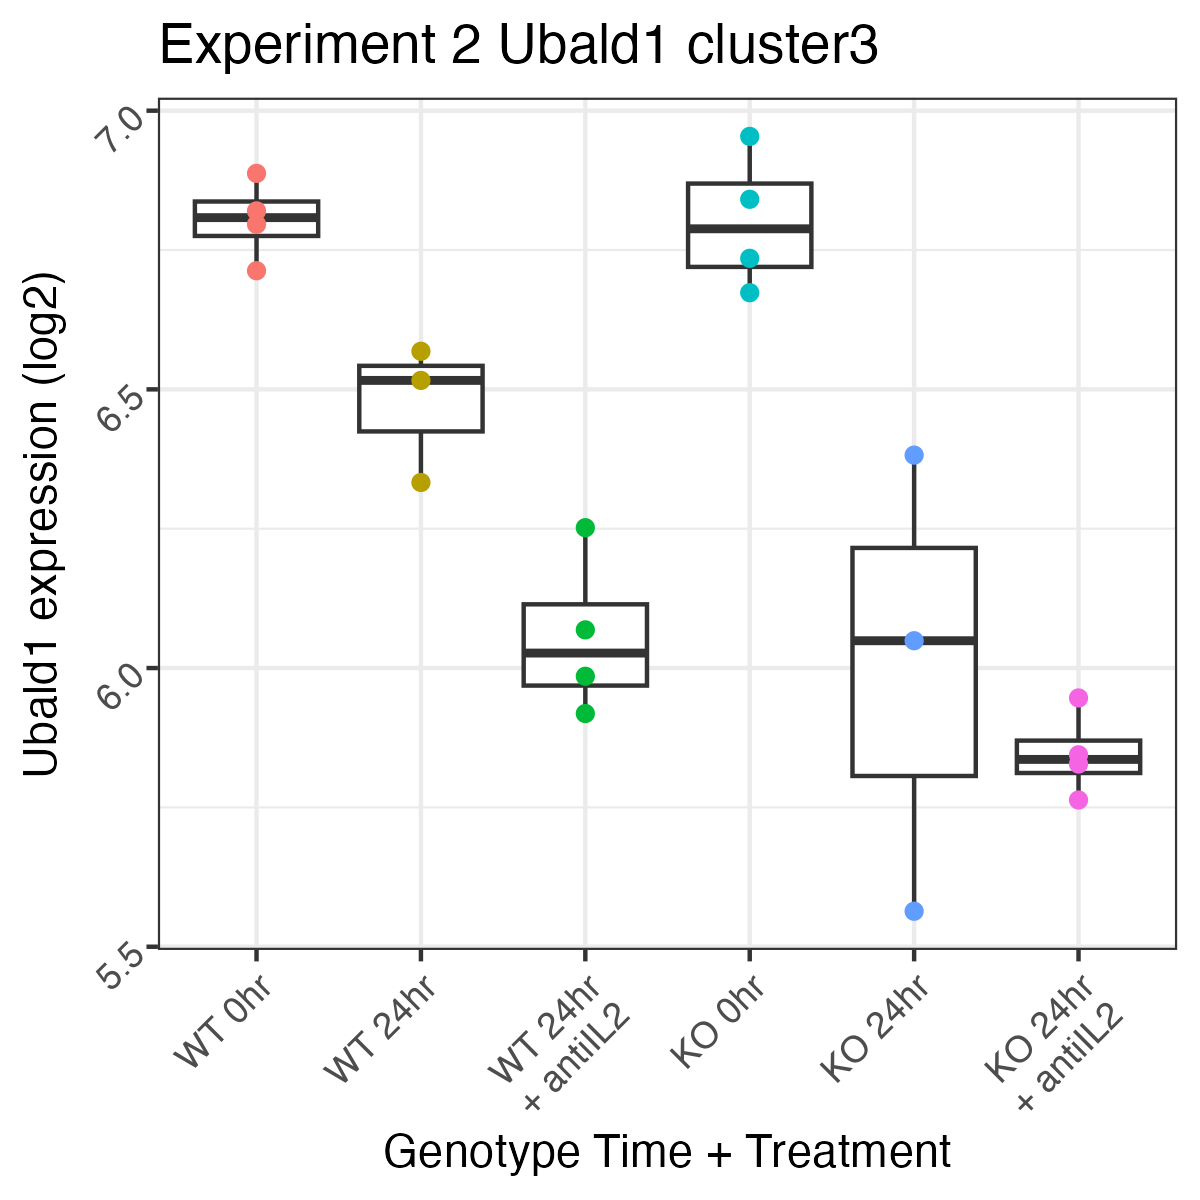 Experiment 2 Ubald1 cluster3
Ubald1 expression (log2)
7.0
6.5
6.0
5.5
WT 0hr
WT 24hr
WT 24hr
+ antiIL2
KO 0hr
KO 24hr
KO 24hr
+ antiIL2
Genotype Time + Treatment